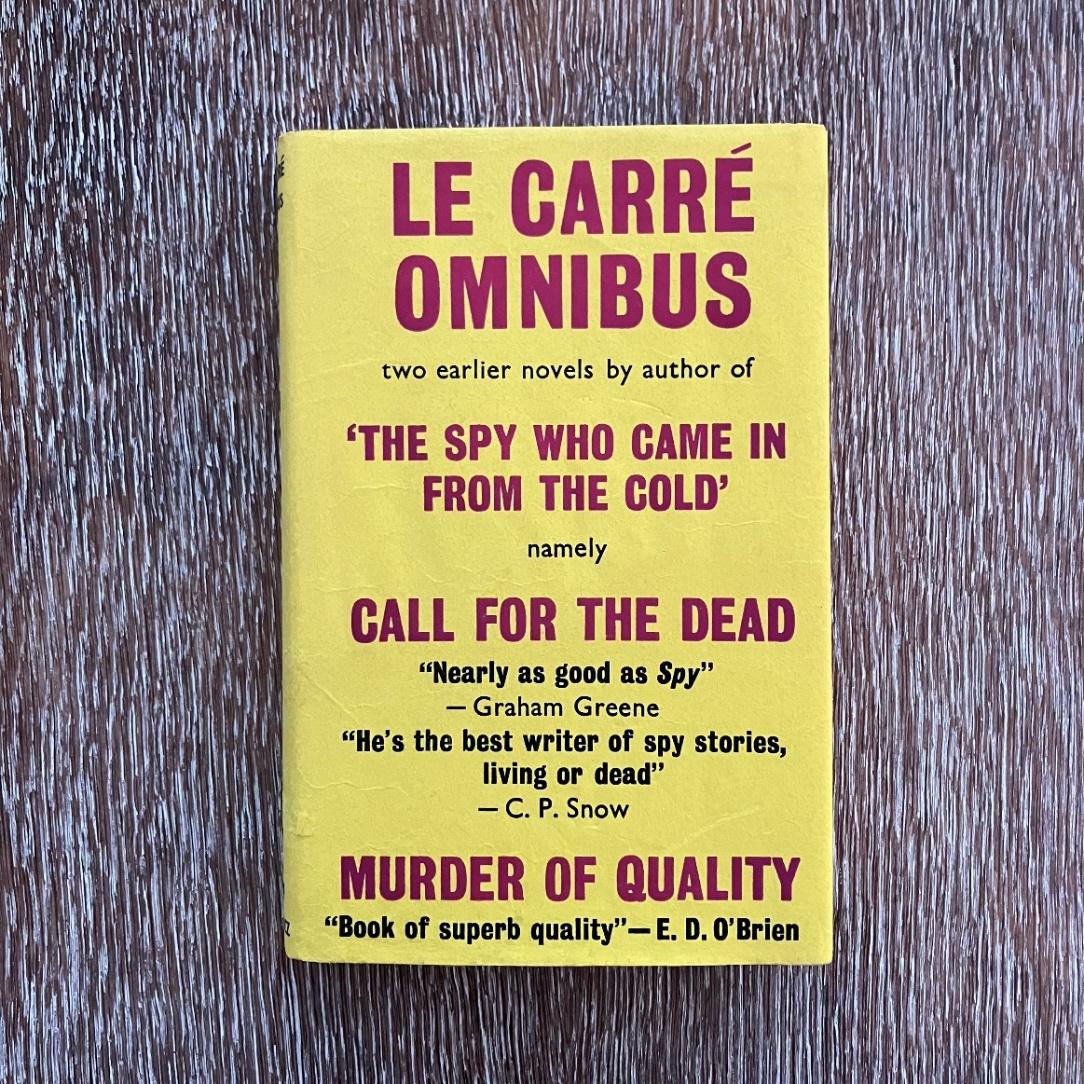 LE CARRÉ
OMNIBUS
two earlier novels by author of
‘THE SPY WHO CAME IN
FROM THE COLD’
namely
CALL FOR THE DEAD
“Nearly as good as Spy”
— Graham Greene
“He’s the best writer of spy stories,
living or dead”
— C. P. Snow
MURDER OF QUALITY
“Book of superb quality”— E. D. O’Brien